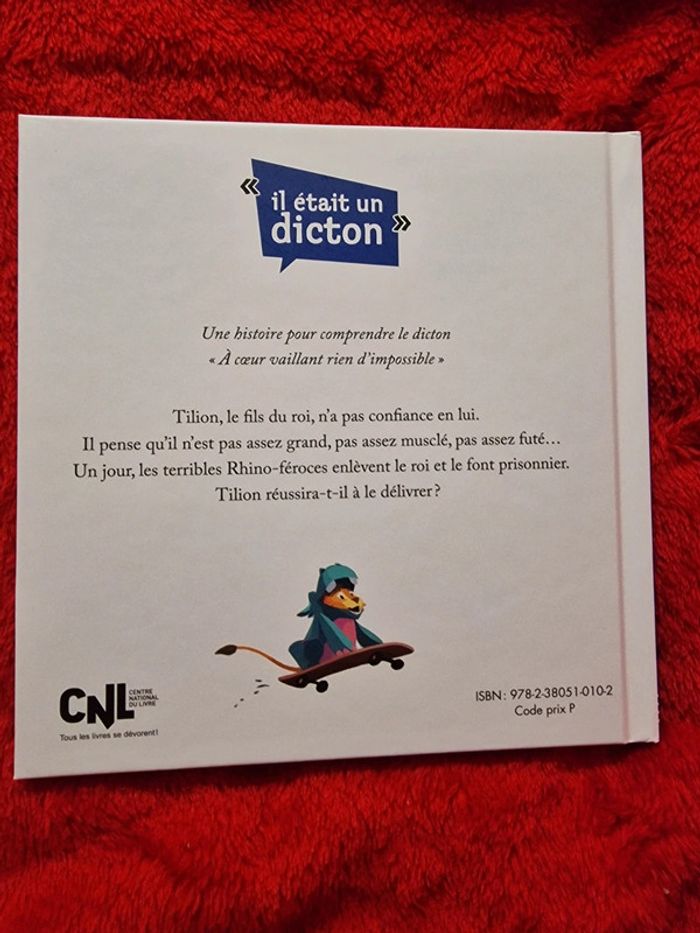 « il était un
dicton »
Une histoire pour comprendre le dicton
« À cœur vaillant rien d'impossible »
Tilion, le fils du roi, n'a pas confiance en lui.
Il pense qu'il n'est pas assez grand, pas assez musclé, pas assez futé…
Un jour, les terribles Rhino-féroces enlèvent le roi et le font prisonnier.
Tilion réussira-t-il à le délivrer ?
CNL
CENTRE
NATIONAL
DU LIVRE
Tous les livres se dévorent!
ISBN : 978-2-38051-010-2
Code prix P